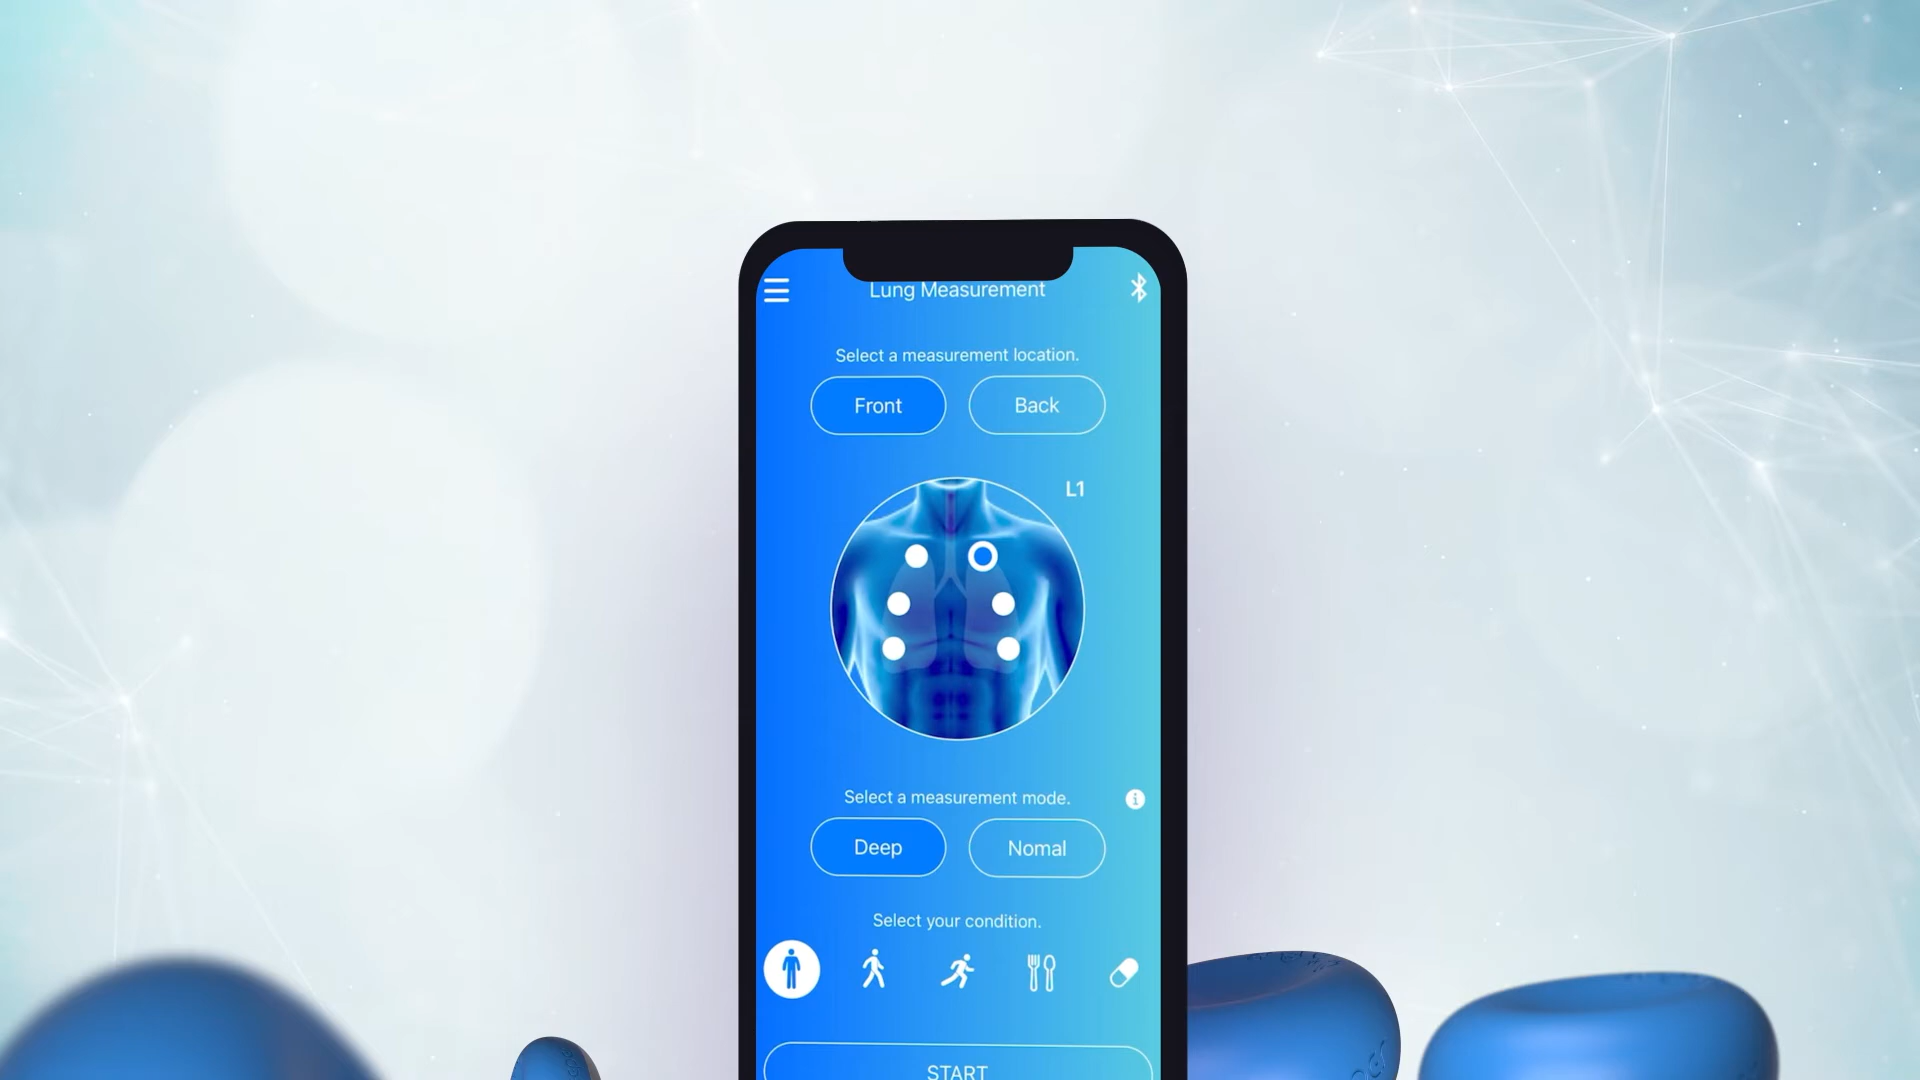 Lung Measurement
Select a measurement location.
Front Back
L1
Select a measurement mode.
Deep Nomal
Select your condition.
START